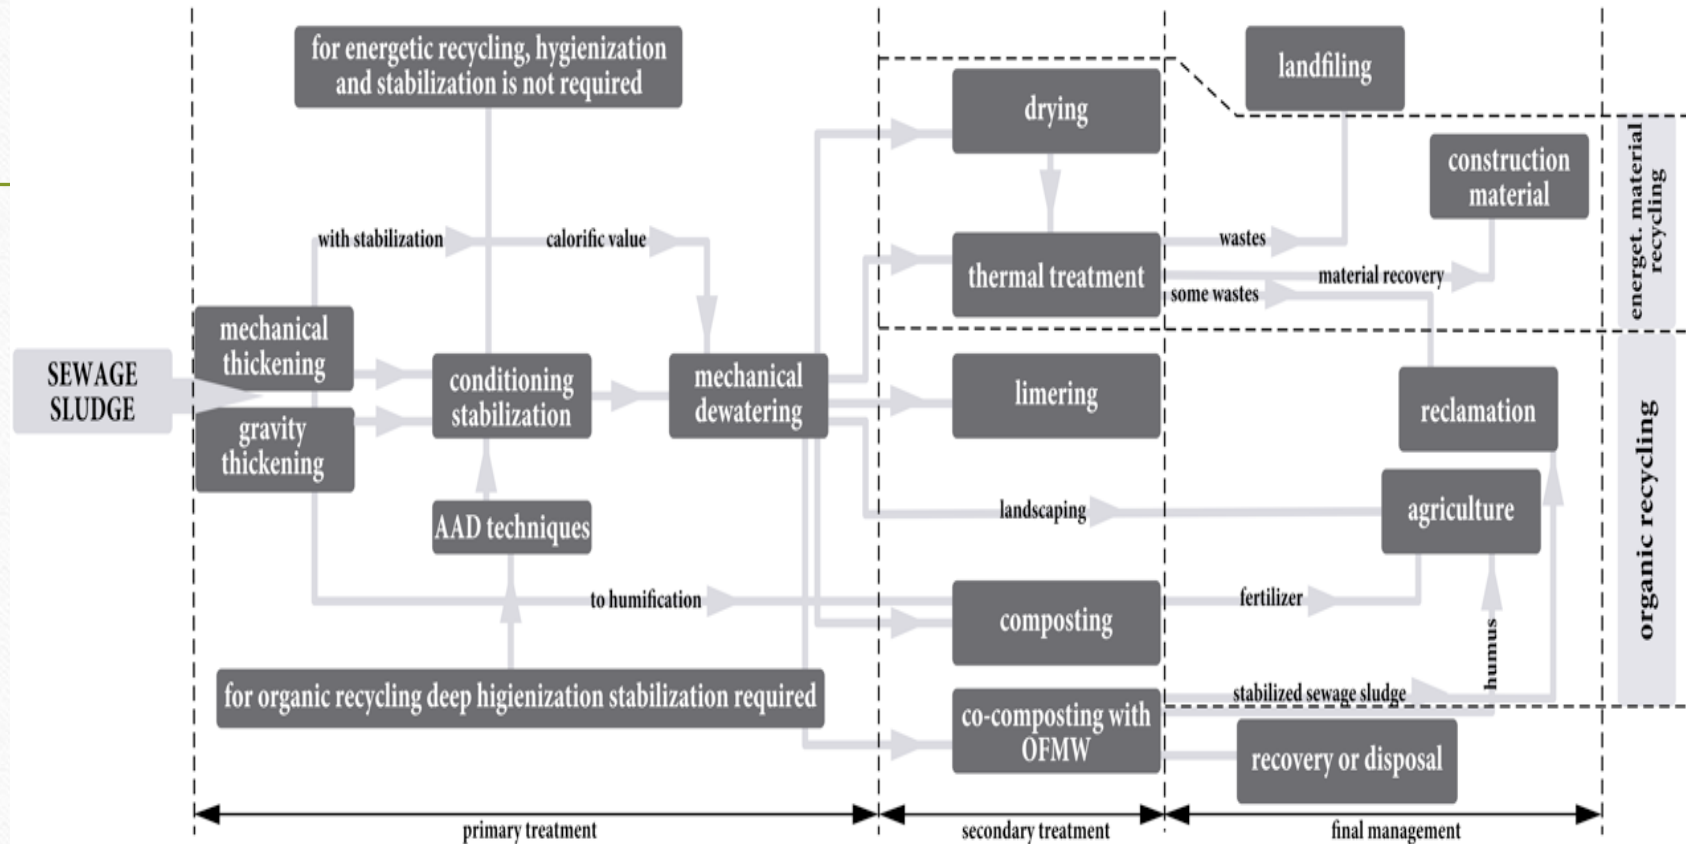 for energetic recycling, hygienization
and stabilization is not required
landfiling
drying
construction
material
energet. material
recycling
with stabilization
calorific value
wastes
thermal treatment
material recovery
some wastes
mechanical
thickening
SEWAGE
SLUDGE
conditioning
stabilization
mechanical
dewatering
limering
reclamation
gravity
thickening
organic recycling
AAD techniques
landscaping
agriculture
to humification
composting
fertilizer
humus
for organic recycling deep higienization stabilization required
stabilized sewage sludge
co-composting with
OFMW
recovery or disposal
primary treatment
secondary treatment
final management